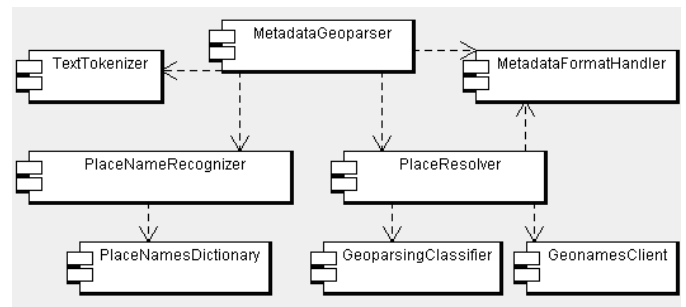 MetadataGeoparser
TextTokenizer
MetadataFormatHandler
PlaceNameRecognizer
PlaceResolver
PlaceNamesDictionary
GeoparsingClassifier
GeonamesClient